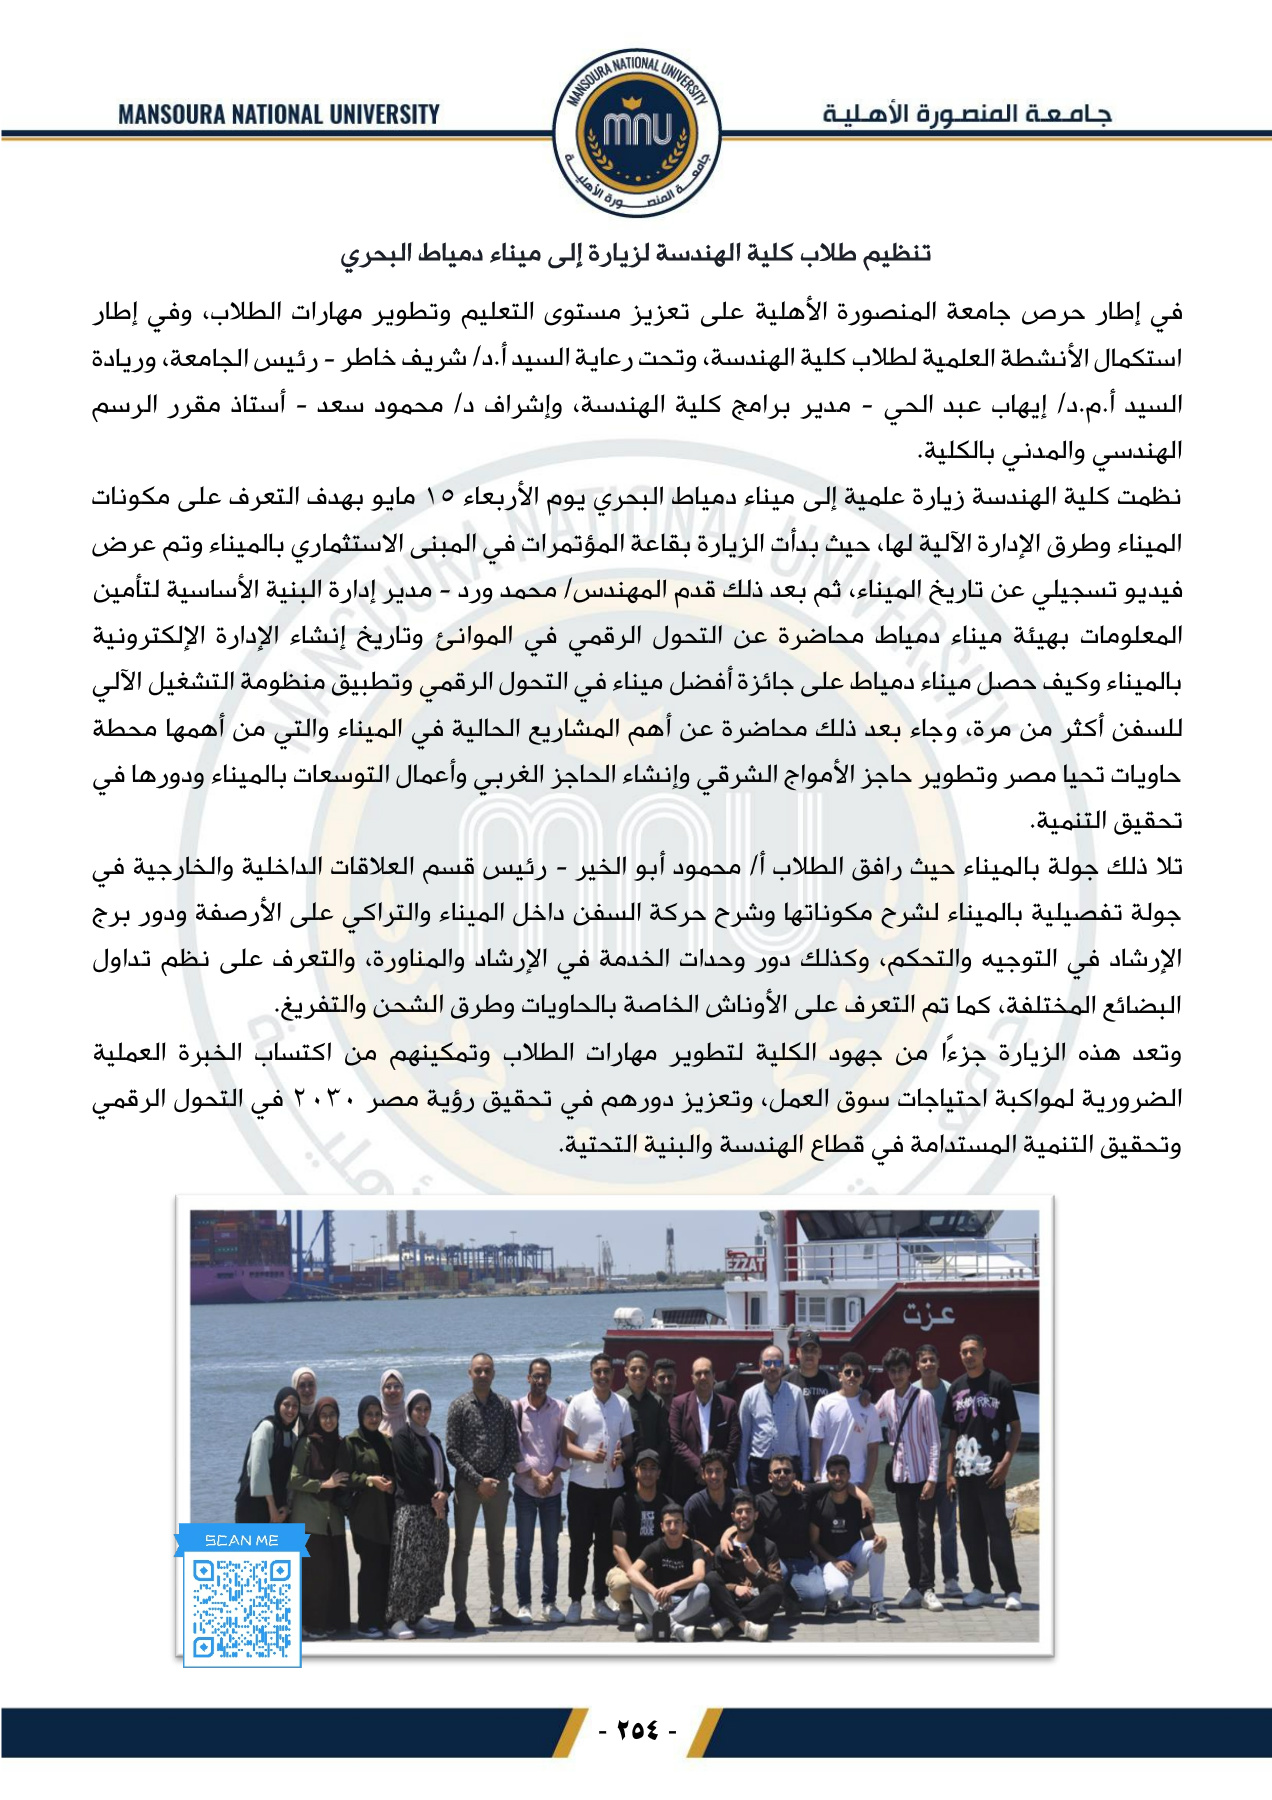 MANSOURA NATIONAL UNIVERSITY
MANSOURA NATIONAL UNIVERSITY
mnu
جامعة المنصورة الأهلية
جامعة المنصورة الأهلية
تنظيم طلاب كلية الهندسة لزيارة إلى ميناء دمياط البحري
في إطار حرص جامعة المنصورة الأهلية على تعزيز مستوى التعليم وتطوير مهارات الطلاب، وفي إطار
استكمال الأنشطة العلمية لطلاب كلية الهندسة، وتحت رعاية السيد أ.د/ شريف خاطر - رئيس الجامعة، وريادة
السيد أ.م.د/ إيهاب عبد الحي - مدير برامج كلية الهندسة، وإشراف د/ محمود سعد - أستاذ مقرر الرسم
الهندسي والمدني بالكلية.
نظمت كلية الهندسة زيارة علمية إلى ميناء دمياط البحري يوم الأربعاء ١٥ مايو بهدف التعرف على مكونات
الميناء وطرق الإدارة الآلية لها، حيث بدأت الزيارة بقاعة المؤتمرات في المبنى الاستثماري بالميناء وتم عرض
فيديو تسجيلي عن تاريخ الميناء، ثم بعد ذلك قدم المهندس/ محمد ورد - مدير إدارة البنية الأساسية لتأمين
المعلومات بهيئة ميناء دمياط محاضرة عن التحول الرقمي في الموانئ وتاريخ إنشاء الإدارة الإلكترونية
بالميناء وكيف حصل ميناء دمياط على جائزة أفضل ميناء في التحول الرقمي وتطبيق منظومة التشغيل الآلي
للسفن أكثر من مرة، وجاء بعد ذلك محاضرة عن أهم المشاريع الحالية في الميناء والتي من أهمها محطة
حاويات تحيا مصر وتطوير حاجز الأمواج الشرقي وإنشاء الحاجز الغربي وأعمال التوسعات بالميناء ودورها في
تحقيق التنمية.
تلا ذلك جولة بالميناء حيث رافق الطلاب أ/ محمود أبو الخير - رئيس قسم العلاقات الداخلية والخارجية في
جولة تفصيلية بالميناء لشرح مكوناتها وشرح حركة السفن داخل الميناء والتراكي على الأرصفة ودور برج
الإرشاد في التوجيه والتحكم، وكذلك دور وحدات الخدمة في الإرشاد والمناورة، والتعرف على نظم تداول
البضائع المختلفة، كما تم التعرف على الأوناش الخاصة بالحاويات وطرق الشحن والتفريغ.
وتعد هذه الزيارة جزءًا من جهود الكلية لتطوير مهارات الطلاب وتمكينهم من اكتساب الخبرة العملية
الضرورية لمواكبة احتياجات سوق العمل، وتعزيز دورهم في تحقيق رؤية مصر ٢٠٣٠ في التحول الرقمي
وتحقيق التنمية المستدامة في قطاع الهندسة والبنية التحتية.
EZZAT
عزت
SCAN ME
- ٢٥٤ -